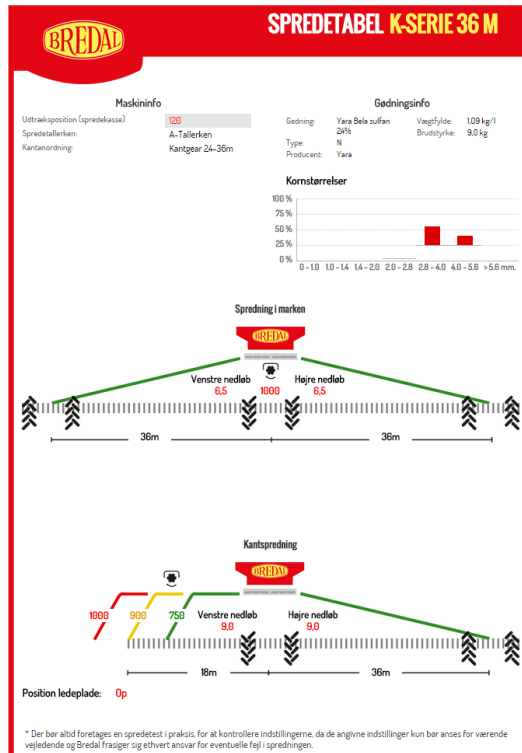 BREDAL
SPREDETABEL K-SERIE 36 M
Maskininfo
Udtræksposition (spredekasse) 120
Spredetallerken: A-Tallerken
Kantanordning: Kantgear 24-36m
Gødningsinfo
Gødning: Yara Bela sulfan 24% Vægtfylde: 1,09 kg/l
Brudstyrke: 9,0 kg
Type: N
Producent: Yara
Kornstørrelser
100 %
75 %
50 %
25 %
0 %
0 - 1.0 1.0 - 1.4 1.4 - 2.0 2.0 - 2.8 2.8 - 4.0 4.0 - 5.6 > 5.6 mm.
Spredning i marken
BREDAL
Venstre nedløb Højre nedløb
6,5 1000 6,5
36m 36m
Kantspredning
BREDAL
1000 900 750 Venstre nedløb Højre nedløb
9,0 9,0
18m 36m
Position ledeplade: Op
* Der bør altid foretages en spredetest i praksis, for at kontrollere indstillingerne, da de angivne indstillinger kun bør anses for værende
vejledende og Bredal frasiger sig ethvert ansvar for eventuelle fejl i spredningen.